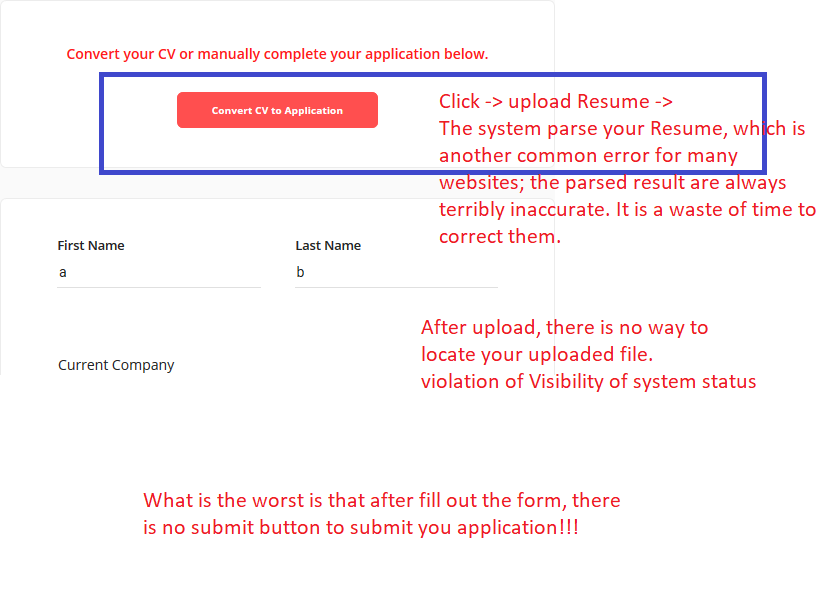 Convert your CV or manually complete your application below.
Convert CV to Application
Click -> upload Resume ->
The system parse your Resume, which is
another common error for many
websites; the parsed result are always
terribly inaccurate. It is a waste of time to
correct them.
First Name
Last Name
a
b
After upload, there is no way to
locate your uploaded file.
violation of Visibility of system status
Current Company
What is the worst is that after fill out the form, there
is no submit button to submit you application!!!